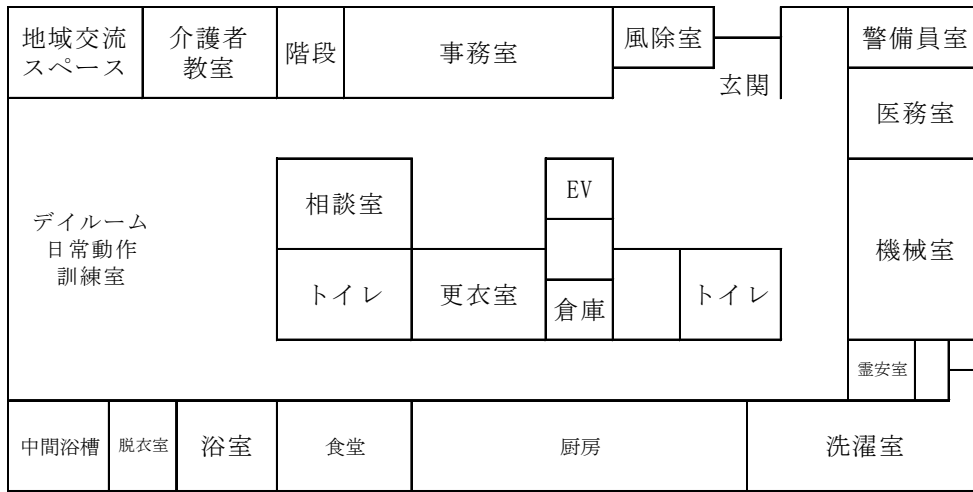 地域交流
スペース
介護者
教室
階段
事務室
風除室
玄関
警備員室
医務室
相談室
EV
デイルーム
日常動作
訓練室
機械室
トイレ
更衣室
倉庫
トイレ
霊安室
中間浴槽
脱衣室
浴室
食堂
厨房
洗濯室